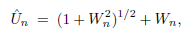 Û_n = (1 + W_n^2)^{1/2} + W_n,